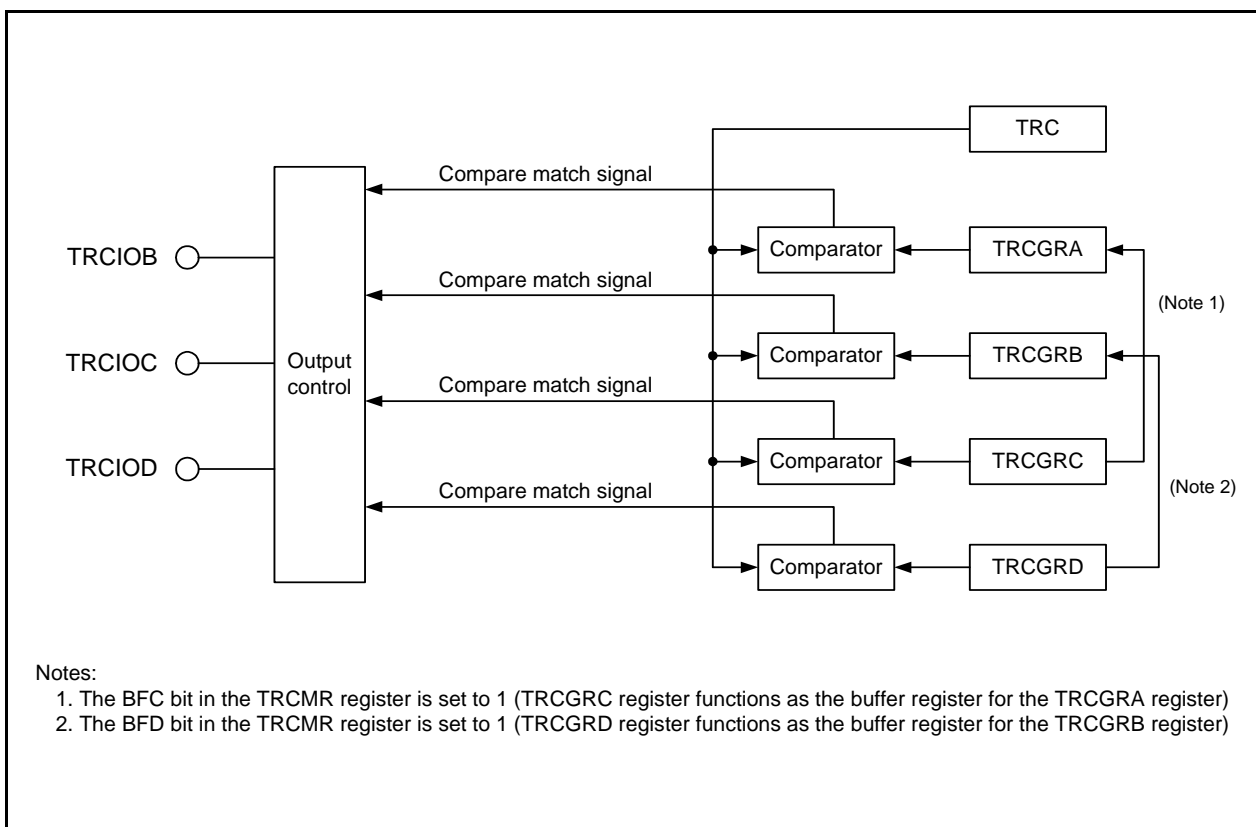 TRC
Compare match signal
Comparator
TRCGRA
TRCIOB
(Note 1)
Compare match signal
Comparator
TRCGRB
TRCIOC
Output
control
Compare match signal
Comparator
TRCGRC
TRCIOD
(Note 2)
Compare match signal
Comparator
TRCGRD
Notes:
1. The BFC bit in the TRCMR register is set to 1 (TRCGRC register functions as the buffer register for the TRCGRA register)
2. The BFD bit in the TRCMR register is set to 1 (TRCGRD register functions as the buffer register for the TRCGRB register)